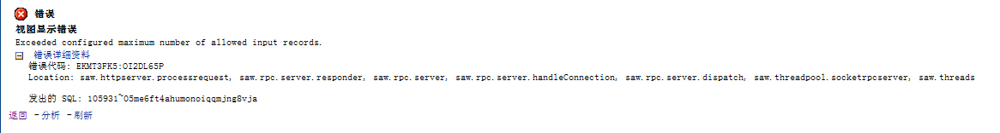 错误
视图显示错误
Exceeded configured maximum number of allowed input records.
错误详细资料
错误代码: EKMT3FK5:OI2DL65P
Location: saw.httpserver.processrequest, saw.rpc.server.responder, saw.rpc.server, saw.rpc.server.handleConnection, saw.rpc.server.dispatch, saw.threadpool.socketrpcserver, saw.threads
发出的 SQL: 105931~05me6ft4ahumonoiqqmjng8vja
返回 -分析 -刷新